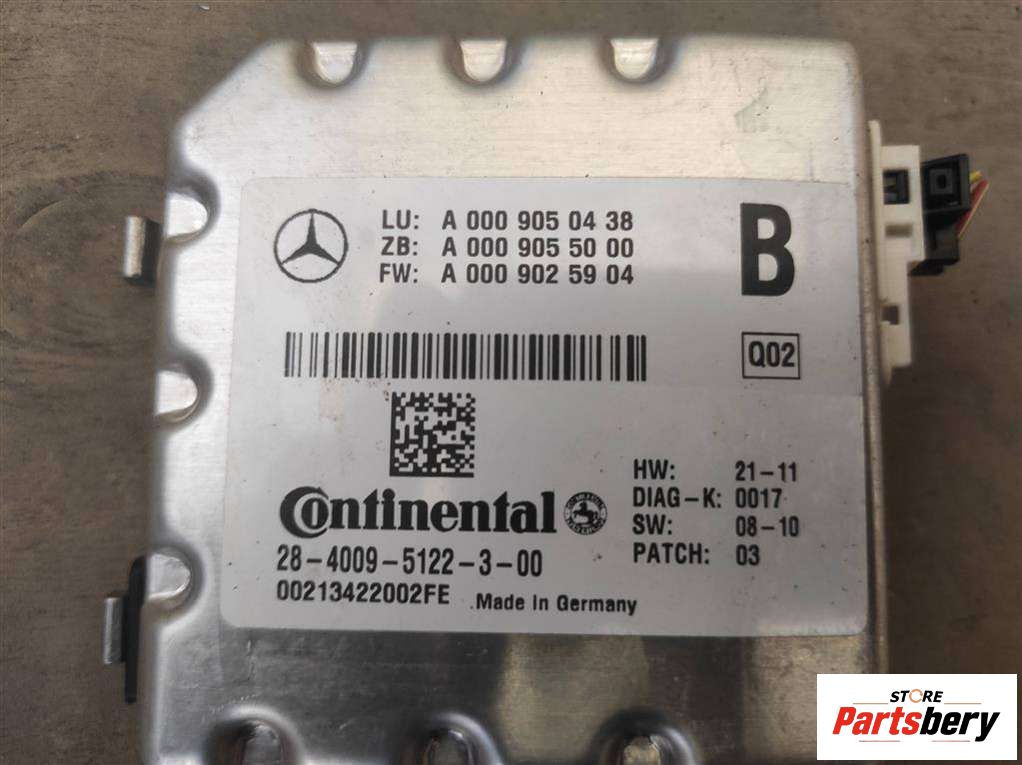 LU: A 000 905 04 38
ZB: A 000 905 50 00
FW: A 000 902 59 04
B
Q02
Continental
HW: 21-11
DIAG-K: 0017
SW: 08-10
PATCH: 03
28-4009-5122-3-00
00213422002FE Made in Germany
STORE
Partsbery